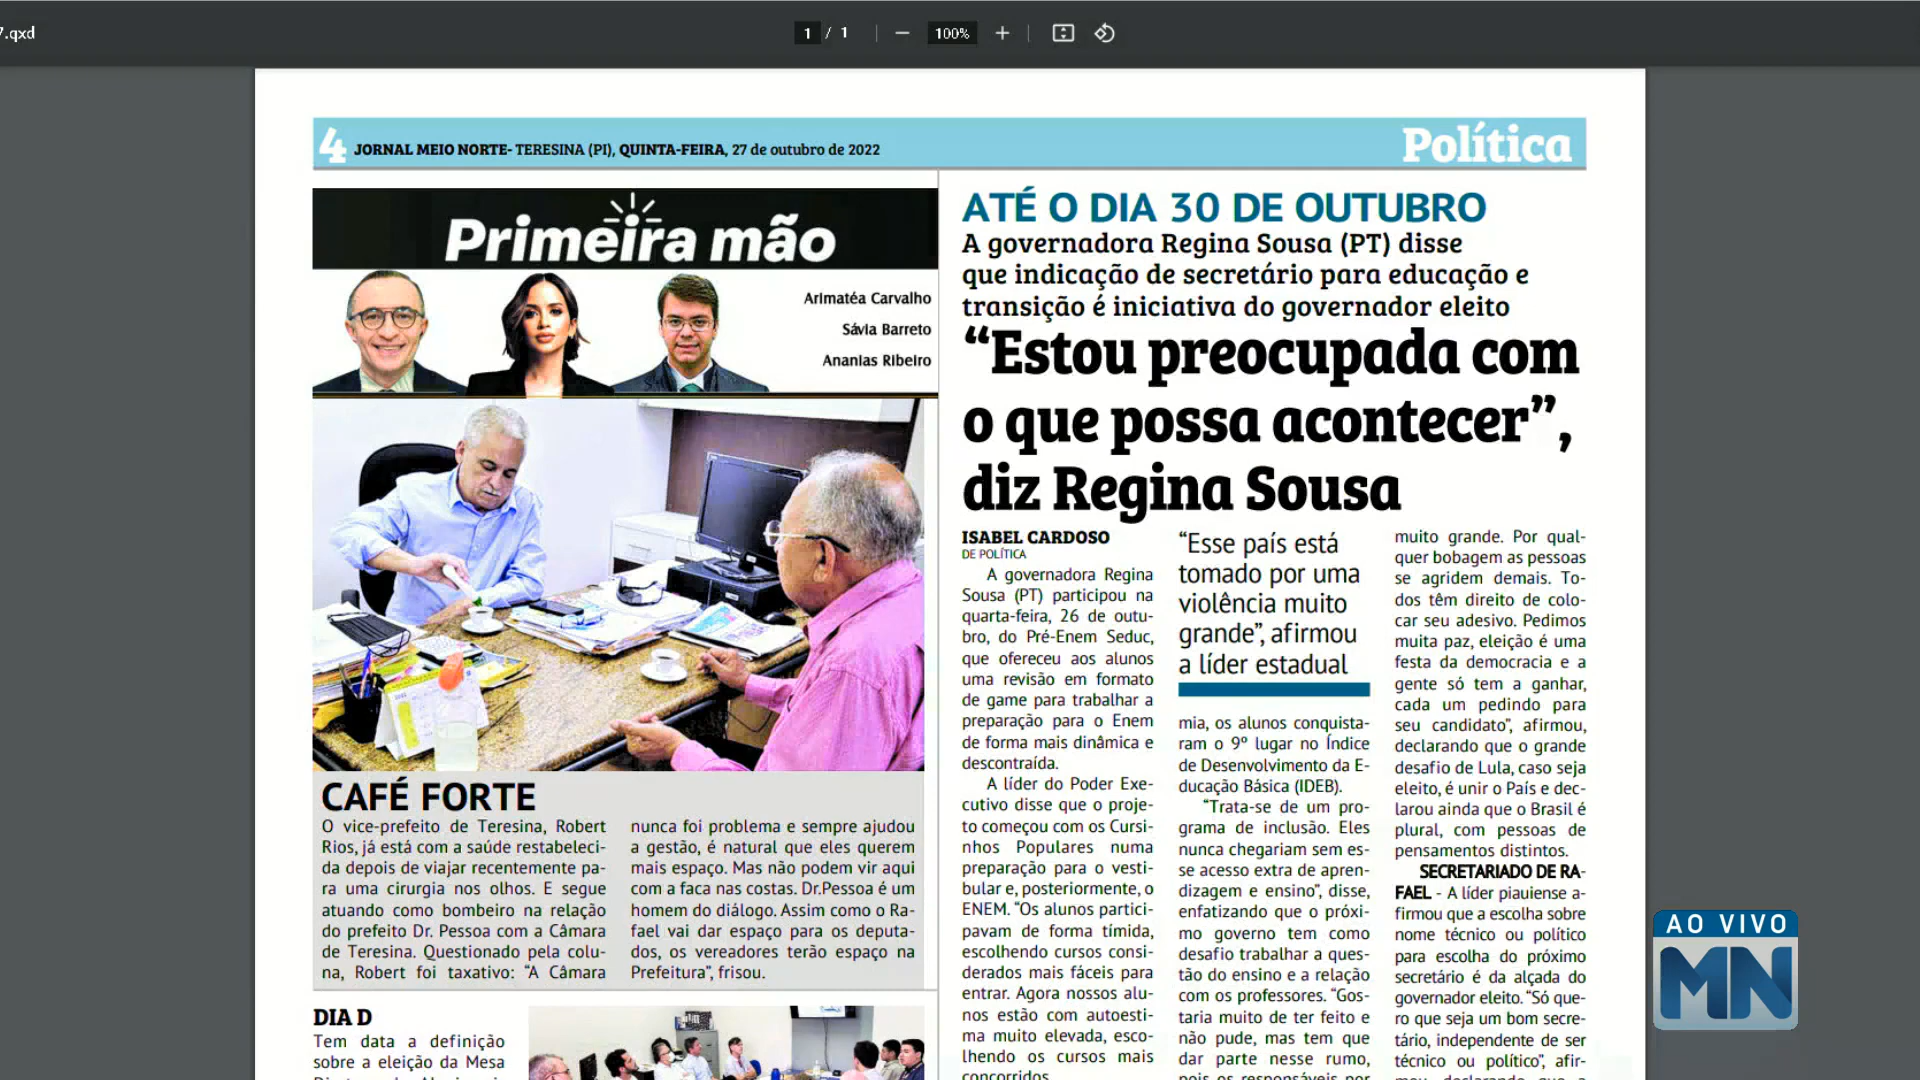 7.qxd
1 / 1
100%
4 JORNAL MEIO NORTE- TERESINA (PI), QUINTA-FEIRA, 27 de outubro de 2022
Política
Primeira mão
Arimatéa Carvalho
Sávia Barreto
Ananias Ribeiro
CAFÉ FORTE
O vice-prefeito de Teresina, Robert
Rios, já está com a saúde restabeleci-
da depois de viajar recentemente pa-
ra uma cirurgia nos olhos. E segue
atuando como bombeiro na relação
do prefeito Dr. Pessoa com a Câmara
de Teresina. Questionado pela colu-
na, Robert foi taxativo: “A Câmara
nunca foi problema e sempre ajudou
a gestão, é natural que eles querem
mais espaço. Mas não podem vir aqui
com a faca nas costas. Dr.Pessoa é um
homem do diálogo. Assim como o Ra-
fael vai dar espaço para os deputa-
dos, os vereadores terão espaço na
Prefeitura”, frisou.
DIA D
Tem data a definição
sobre a eleição da Mesa
ATÉ O DIA 30 DE OUTUBRO
A governadora Regina Sousa (PT) disse
que indicação de secretário para educação e
transição é iniciativa do governador eleito
“Estou preocupada com
o que possa acontecer”,
diz Regina Sousa
ISABEL CARDOSO
DE POLÍTICA
A governadora Regina
Sousa (PT) participou na
quarta-feira, 26 de outu-
bro, do Pré-Enem Seduc,
que ofereceu aos alunos
uma revisão em formato
de game para trabalhar a
preparação para o Enem
de forma mais dinâmica e
descontraída.
A líder do Poder Exe-
cutivo disse que o proje-
to começou com os Cursi-
nhos Populares numa
preparação para o vesti-
bular e, posteriormente, o
ENEM. “Os alunos partici-
pavam de forma tímida,
escolhendo cursos consi-
derados mais fáceis para
entrar. Agora nossos alu-
nos estão com autoesti-
ma muito elevada, esco-
lhendo os cursos mais
concorridos
“Esse país está
tomado por uma
violência muito
grande”, afirmou
a líder estadual
mia, os alunos conquista-
ram o 9º lugar no Índice
de Desenvolvimento da E-
ducação Básica (IDEB).
“Trata-se de um pro-
grama de inclusão. Eles
nunca chegariam sem es-
se acesso extra de apren-
dizagem e ensino”, disse,
enfatizando que o próxi-
mo governo tem como
desafio trabalhar a ques-
tão do ensino e a relação
com os professores. “Gos-
taria muito de ter feito e
não pude, mas tem que
dar parte nesse rumo,
pois os responsáveis por
muito grande. Por qual-
quer bobagem as pessoas
se agridem demais. To-
dos têm direito de colo-
car seu adesivo. Pedimos
muita paz, eleição é uma
festa da democracia e a
gente só tem a ganhar,
cada um pedindo para
seu candidato”, afirmou,
declarando que o grande
desafio de Lula, caso seja
eleito, é unir o País e dec-
larou ainda que o Brasil é
plural, com pessoas de
pensamentos distintos.
SECRETARIADO DE RA-
FAEL - A líder piauiense a-
firmou que a escolha sobre
nome técnico ou político
para escolha do próximo
secretário é da alçada do
governador eleito. “Só que-
ro que seja um bom secre-
tário, independente de ser
técnico ou político”, afir-
AO VIVO
MN